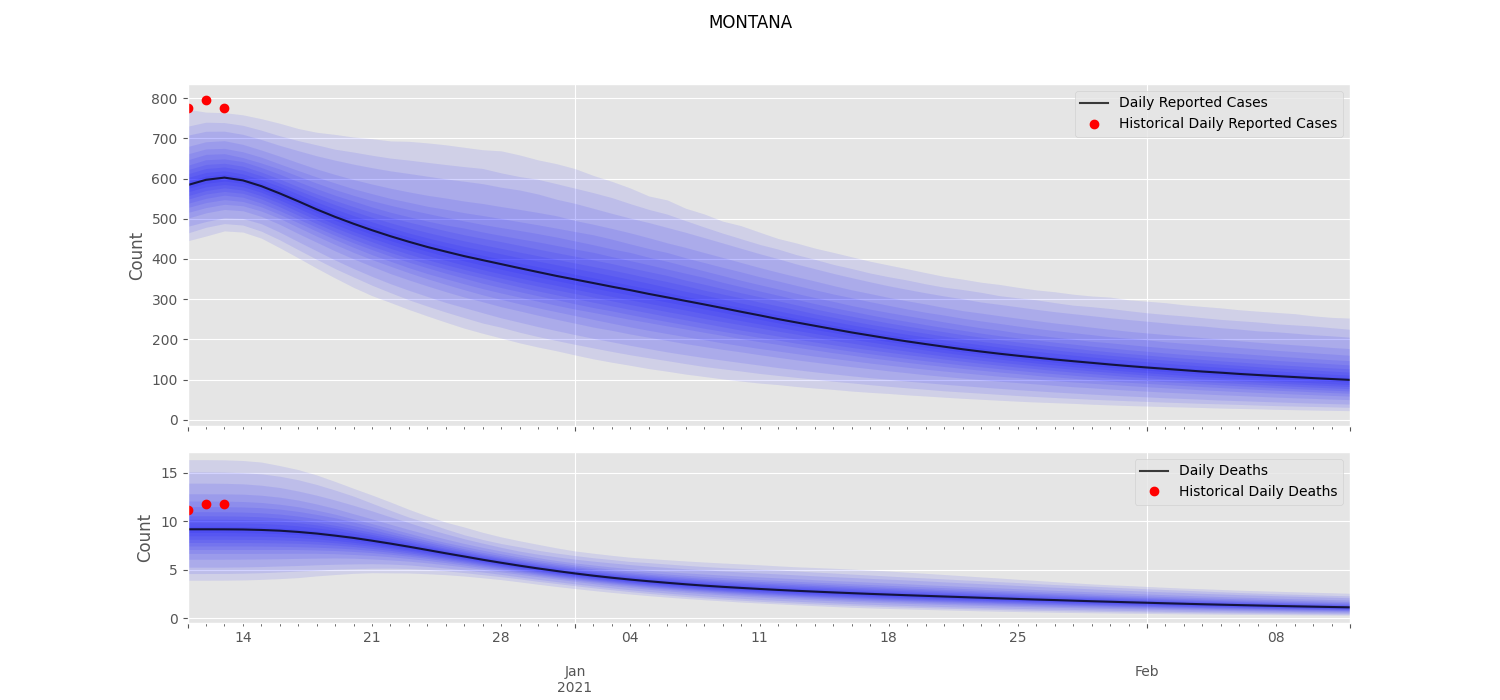 MONTANA
Count
800
700
600
500
400
300
200
100
0
Daily Reported Cases
Historical Daily Reported Cases
Count
15
10
5
0
Daily Deaths
Historical Daily Deaths
14 21 28 04 11 18 25 08
Jan Feb
2021